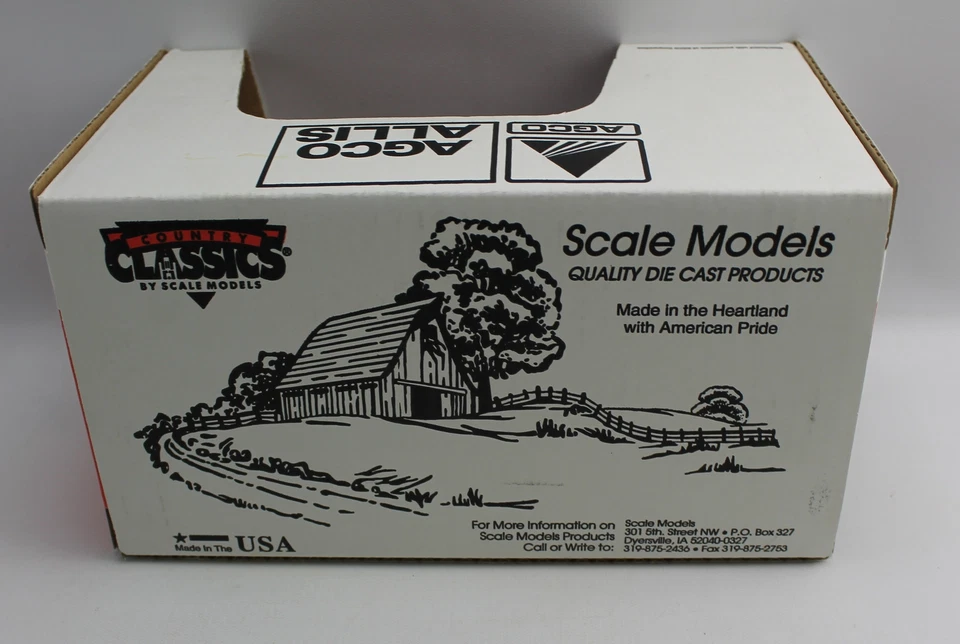 AGCO
ALLIS
AGCO
COUNTRY
CLASSICS®
BY SCALE MODELS
Scale Models
QUALITY DIE CAST PRODUCTS
Made in the Heartland
with American Pride
Made In The USA
For More Information on
Scale Models Products
Call or Write to:
Scale Models
301 5th. Street NW • P.O. Box 327
Dyersville, IA 52040-0327
319-875-2436 • Fax 319-875-2753